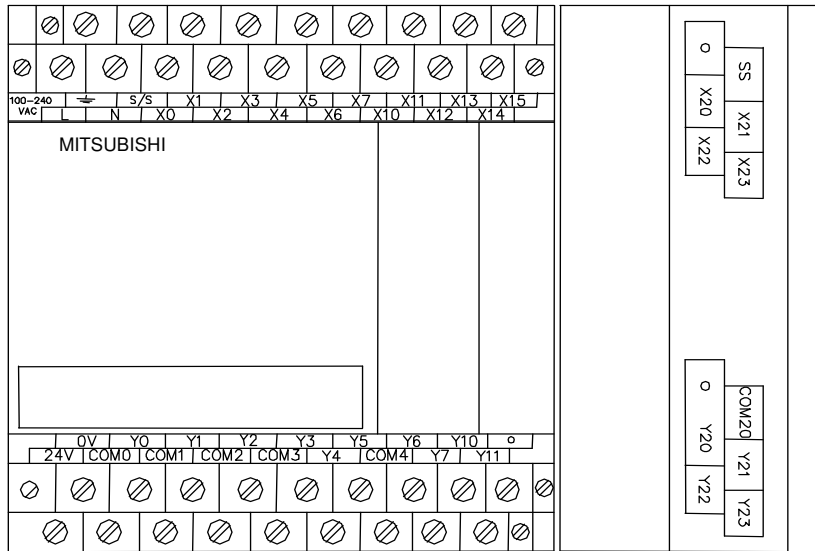 100-240 S/S X1 X3 X5 X7 X11 X13 X15
VAC L N X0 X2 X4 X6 X10 X12 X14
MITSUBISHI
0V Y0 Y1 Y2 Y3 Y5 Y6 Y10
24V COM0 COM1 COM2 COM3 Y4 COM4 Y7 Y11
SS
X20 X21
X22 X23
COM20
Y20 Y21
Y22 Y23